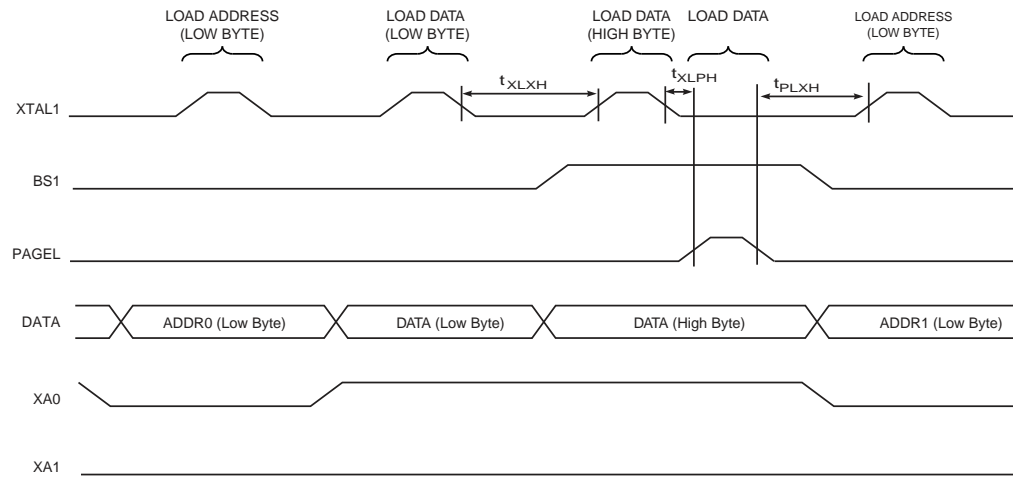 LOAD ADDRESS
(LOW BYTE)
LOAD DATA
(LOW BYTE)
LOAD DATA
(HIGH BYTE)
LOAD DATA
LOAD ADDRESS
(LOW BYTE)
tXLXH
tXLPH
tPLXH
XTAL1
BS1
PAGEL
DATA
ADDR0 (Low Byte)
DATA (Low Byte)
DATA (High Byte)
ADDR1 (Low Byte)
XA0
XA1